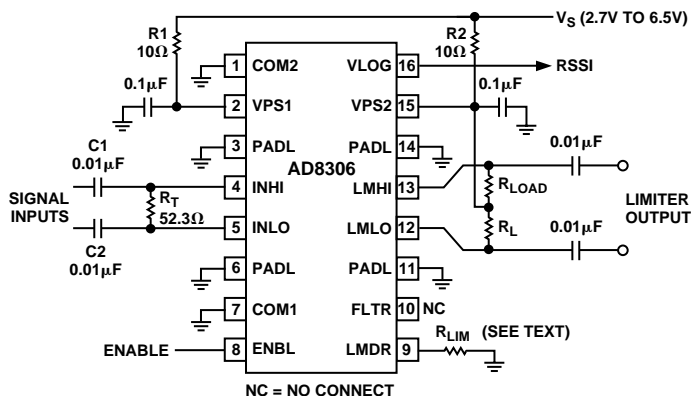 VS (2.7V TO 6.5V)
R1
10Ω
R2
10Ω
1 COM2
VLOG 16
RSSI
0.1μF
0.1μF
2 VPS1
VPS2 15
3 PADL
PADL 14
C1
0.01μF
AD8306
0.01μF
SIGNAL
INPUTS
RT
52.3Ω
4 INHI
LMHI 13
RLOAD
LIMITER
OUTPUT
5 INLO
LMLO 12
RL
0.01μF
C2
0.01μF
6 PADL
PADL 11
7 COM1
FLTR 10 NC
ENABLE
8 ENBL
LMDR 9
RLIM (SEE TEXT)
NC = NO CONNECT